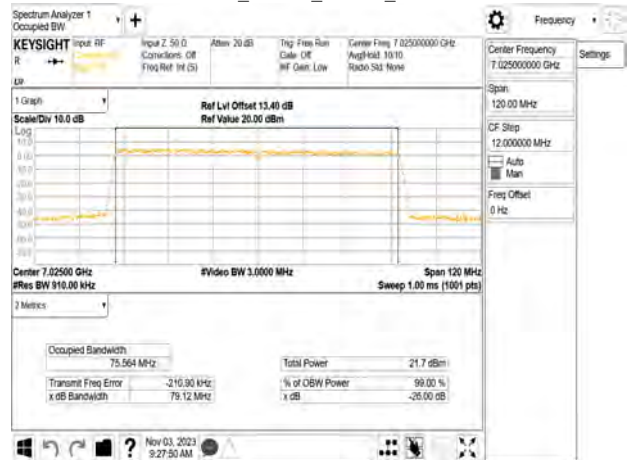 Spectrum Analyzer 1
Occupied BW
+
Frequency
KEYSIGHT
Input: RF
Input Z: 50 Ω
Atten: 20 dB
Trig: Free Run
Center Freq: 7.025000000 GHz
R
Corrections: Off
Gate: Off
Avg|Hold: 10/10
Freq Ref: Int (S)
#IF Gain: Low
Radio Std: None
Center Frequency
7.025000000 GHz
Settings
Span
120.00 MHz
CF Step
12.000000 MHz
Auto
Man
Freq Offset
0 Hz
1 Graph
Ref Lvl Offset 13.40 dB
Scale/Div 10.0 dB
Ref Value 20.00 dBm
Log
10.0
0.00
Center 7.02500 GHz
#Video BW 3.0000 MHz
Span 120 MHz
#Res BW 910.00 kHz
Sweep 1.00 ms (1001 pts)
2 Metrics
Occupied Bandwidth
75.564 MHz
Total Power
21.7 dBm
Transmit Freq Error
-210.90 kHz
% of OBW Power
99.00 %
x dB Bandwidth
79.12 MHz
x dB
-26.00 dB
?
Nov 03, 2023
9:27:50 AM